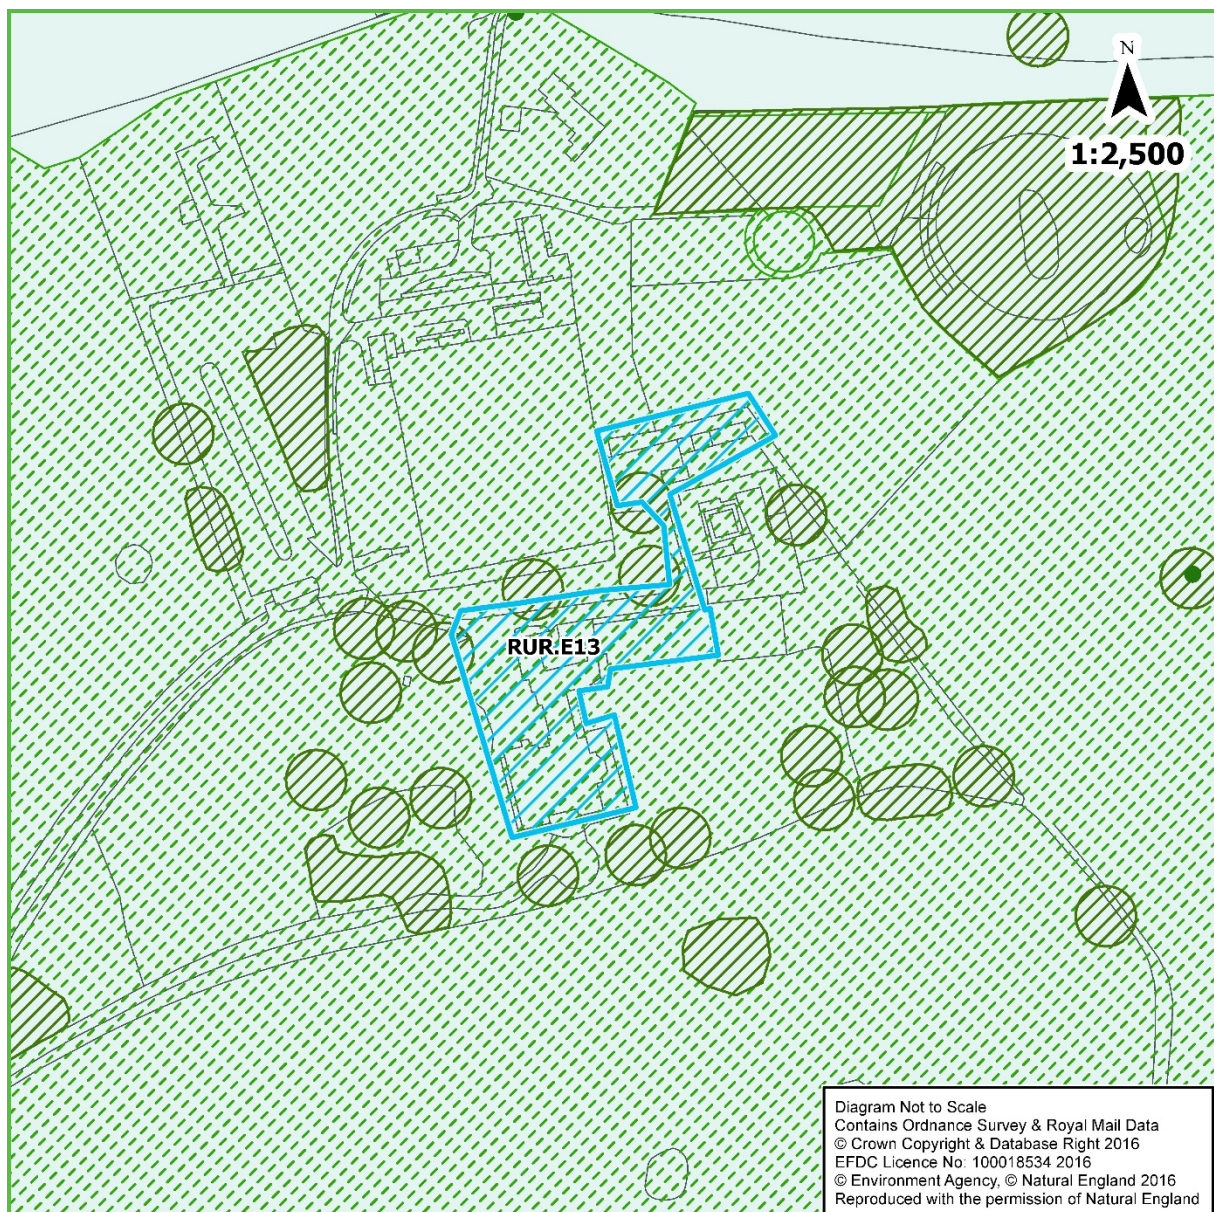 N
1:2,500
RUR.E13
Diagram Not to Scale
Contains Ordnance Survey & Royal Mail Data
© Crown Copyright & Database Right 2016
EFDC Licence No: 100018534 2016
© Environment Agency, © Natural England 2016
Reproduced with the permission of Natural England